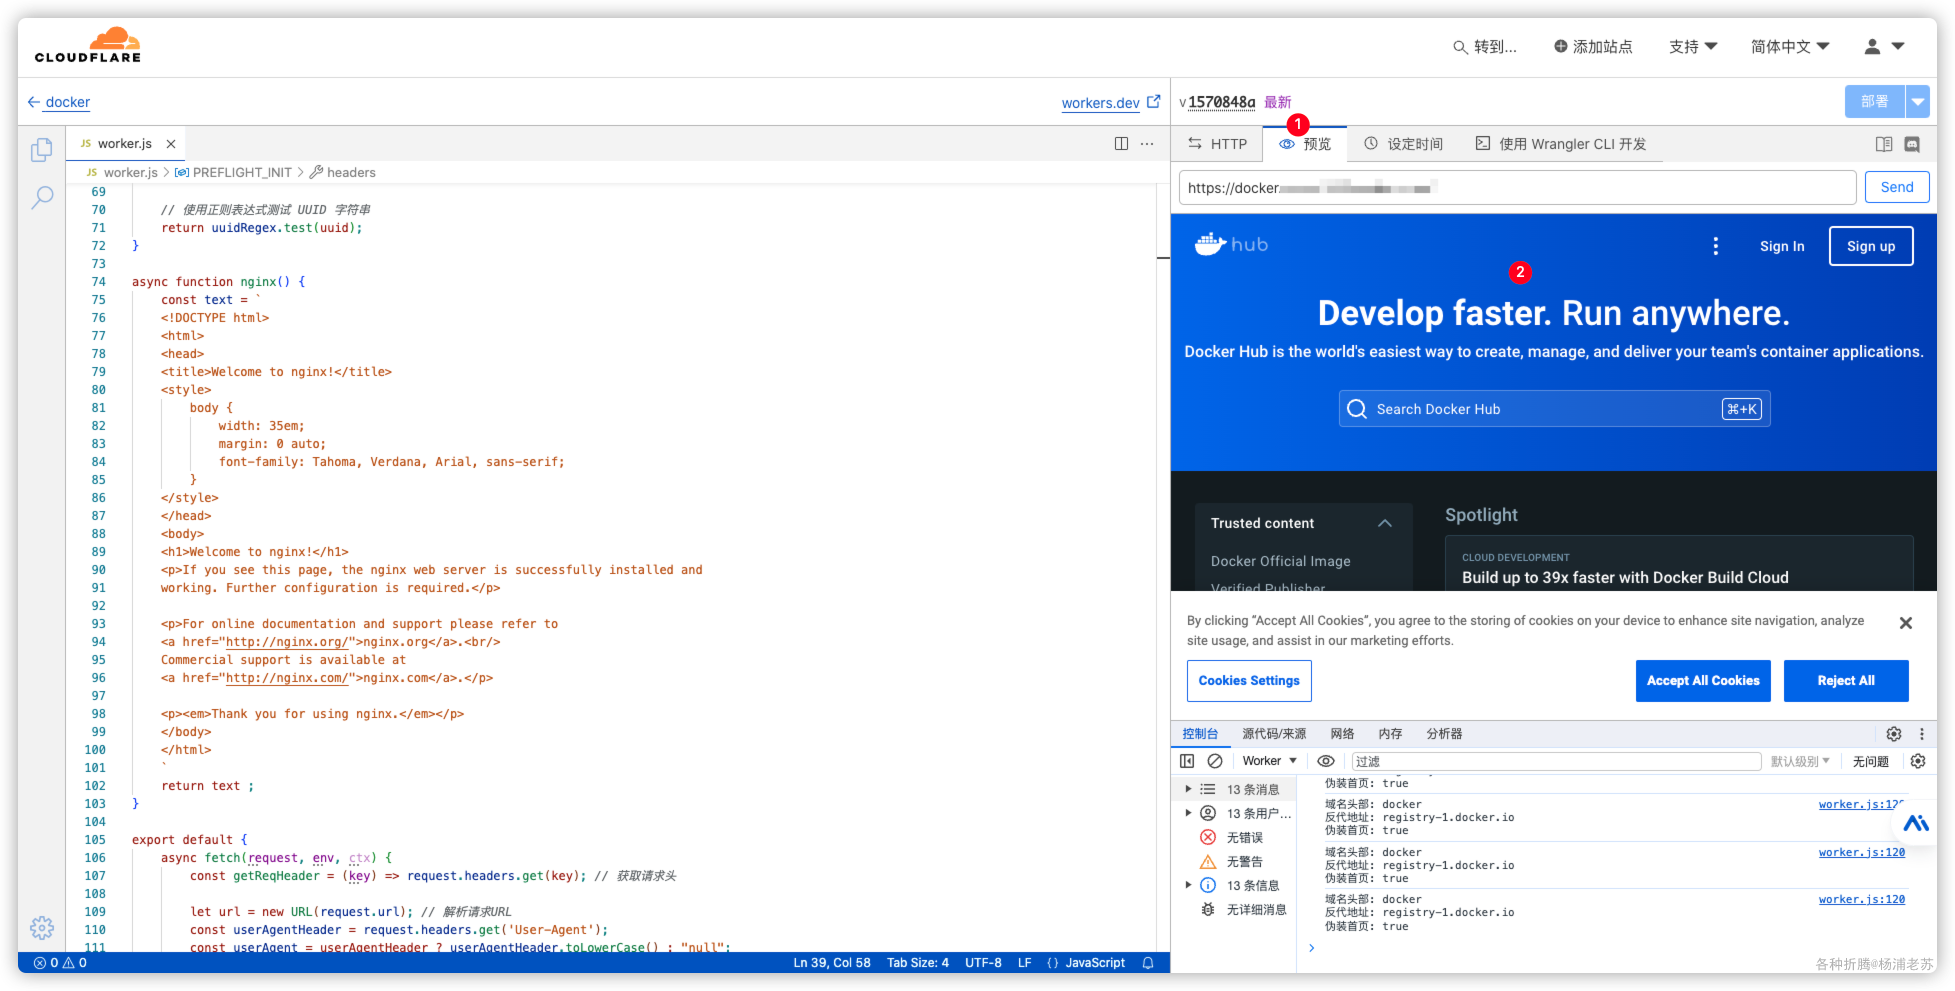 CLOUDFLARE
转到...
添加站点
支持
简体中文
docker
workers.dev
v1570848a 最新
部署
JS worker.js
1
HTTP
预览
设定时间
使用 Wrangler CLI 开发
JS worker.js > PREFLIGHT_INIT > headers
https://docker.
Send
69
70 // 使用正则表达式测试 UUID 字符串
71 return uuidRegex.test(uuid);
72 }
73
74 async function nginx() {
75 const text = `
76 <!DOCTYPE html>
77 <html>
78 <head>
79 <title>Welcome to nginx!</title>
80 <style>
81 body {
82 width: 35em;
83 margin: 0 auto;
84 font-family: Tahoma, Verdana, Arial, sans-serif;
85 }
86 </style>
87 </head>
88 <body>
89 <h1>Welcome to nginx!</h1>
90 <p>If you see this page, the nginx web server is successfully installed and
91 working. Further configuration is required.</p>
92
93 <p>For online documentation and support please refer to
94 <a href="http://nginx.org/">nginx.org</a>.<br/>
95 Commercial support is available at
96 <a href="http://nginx.com/">nginx.com</a>.</p>
97
98 <p><em>Thank you for using nginx.</em></p>
99 </body>
100 </html>
101 `
102 return text ;
103 }
104
105 export default {
106 async fetch(request, env, ctx) {
107 const getReqHeader = (key) => request.headers.get(key); // 获取请求头
108
109 let url = new URL(request.url); // 解析请求URL
110 const userAgentHeader = request.headers.get('User-Agent');
111 const userAgent = userAgentHeader ? userAgentHeader.toLowerCase() : "null";
0 0
Ln 39, Col 58
Tab Size: 4
UTF-8
LF
{ } JavaScript
hub
Sign In
Sign up
2
Develop faster. Run anywhere.
Docker Hub is the world's easiest way to create, manage, and deliver your team's container applications.
Search Docker Hub
⌘+K
Trusted content
Docker Official Image
Verified Publisher
Spotlight
CLOUD DEVELOPMENT
Build up to 39x faster with Docker Build Cloud
By clicking “Accept All Cookies”, you agree to the storing of cookies on your device to enhance site navigation, analyze
site usage, and assist in our marketing efforts.
Cookies Settings
Accept All Cookies
Reject All
控制台
源代码/来源
网络
内存
分析器
Worker
过滤
默认级别
无问题
13 条消息
13 条用户...
无错误
无警告
13 条信息
无详细消息
伪装首页: true
域名头部: docker worker.js:120
反代地址: registry-1.docker.io
伪装首页: true
域名头部: docker worker.js:120
反代地址: registry-1.docker.io
伪装首页: true
域名头部: docker worker.js:120
反代地址: registry-1.docker.io
伪装首页: true
各种折腾@杨浦老苏